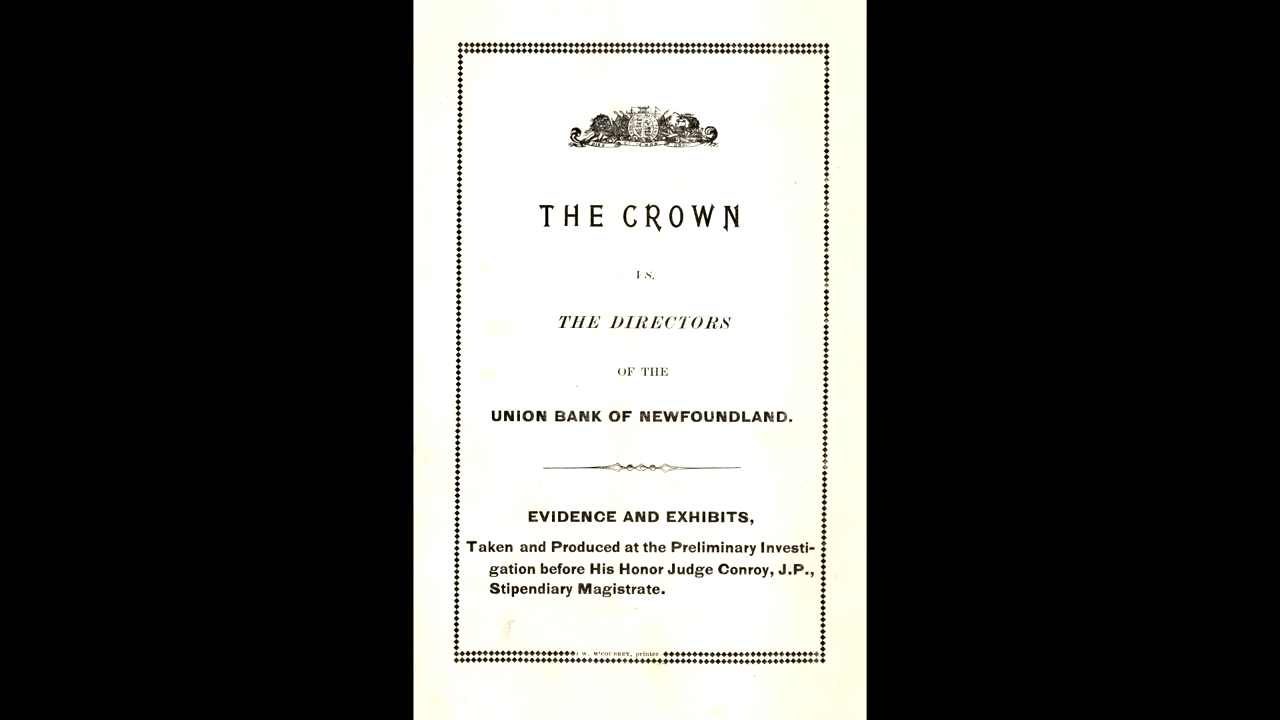 THE CROWN
VS.
THE DIRECTORS
OF THE
UNION BANK OF NEWFOUNDLAND.
EVIDENCE AND EXHIBITS,
Taken and Produced at the Preliminary Investi-
gation before His Honor Judge Conroy, J.P.,
Stipendiary Magistrate.
J. W. McCOUBREY, printer